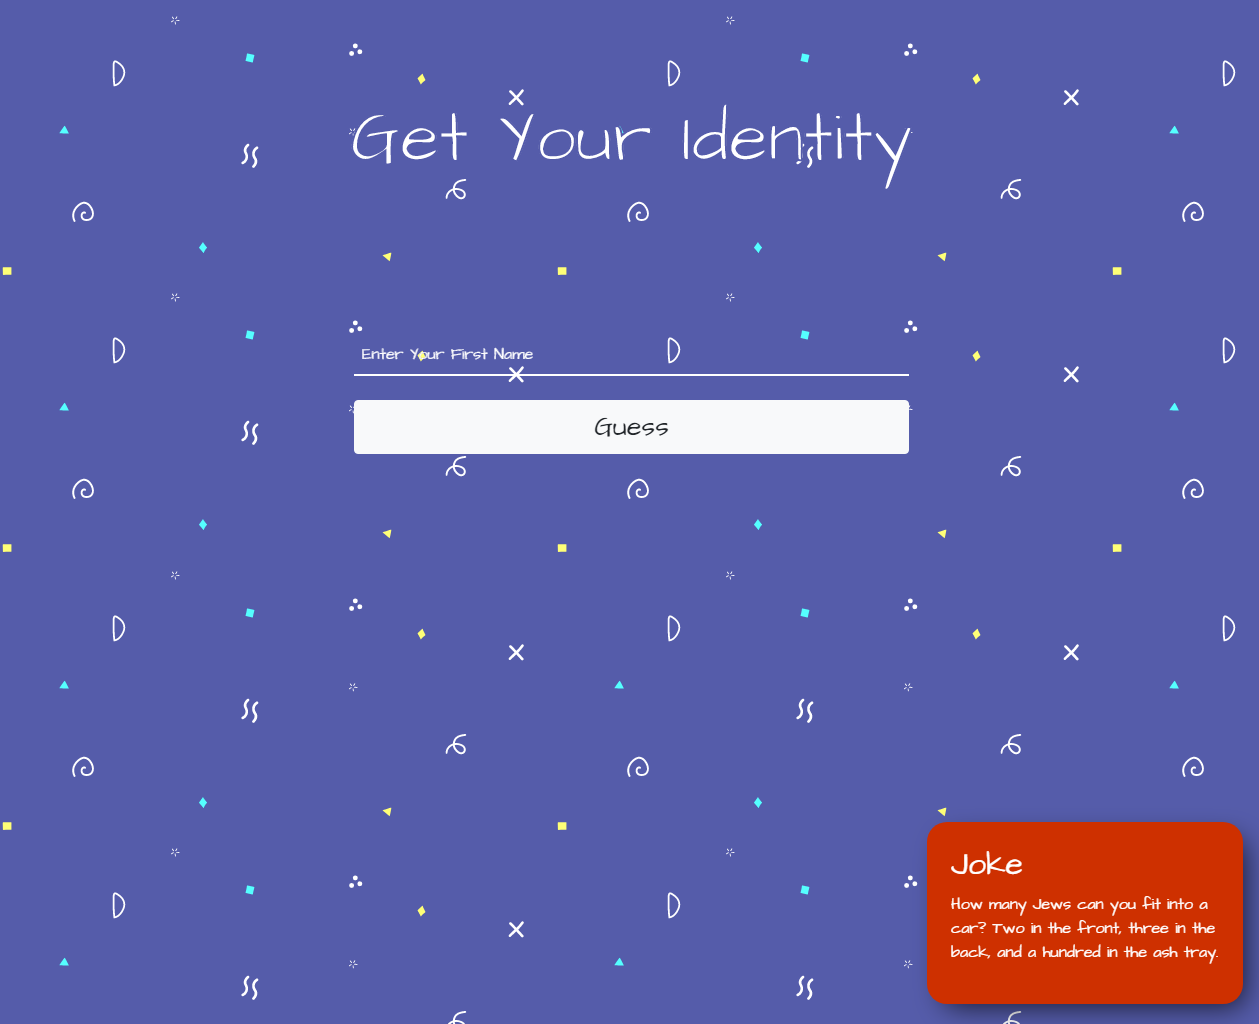 Get Your Identity
Enter Your First Name
Guess
Joke
How many Jews can you fit into a
car? Two in the front, three in the
back, and a hundred in the ash tray.